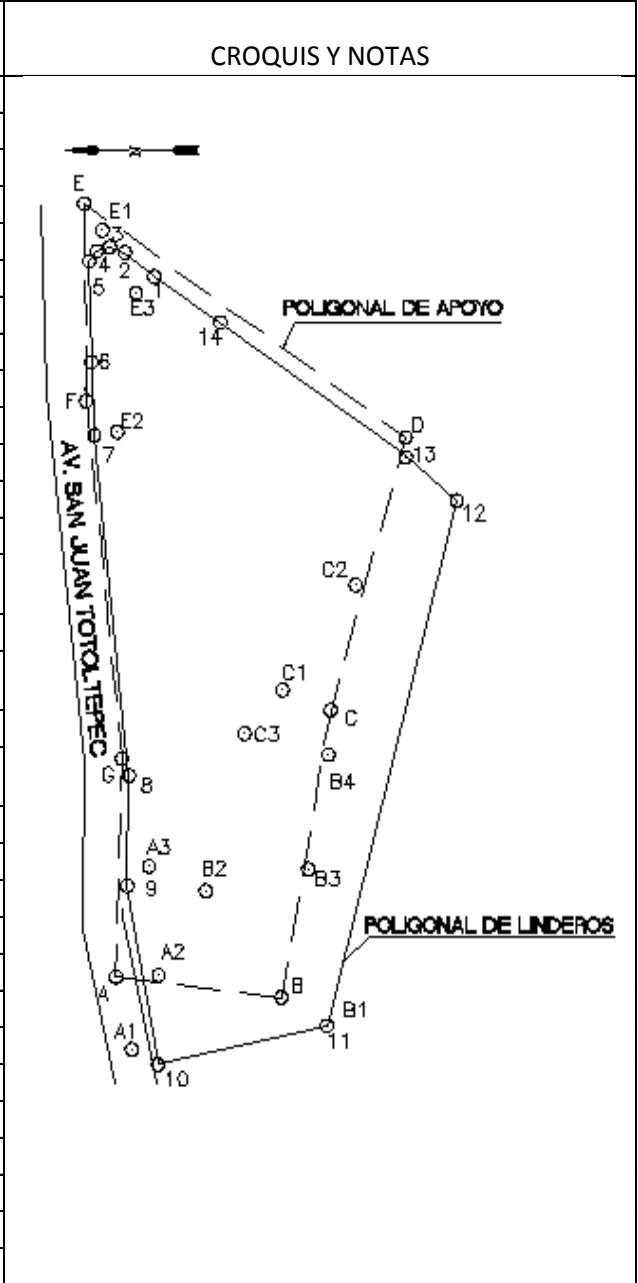 CROQUIS Y NOTAS
N
E
E1
3
4
2
5
1
E3
14
POLIGONAL DE APOYO
6
F
E2
7
D
13
12
AV. SAN JUAN TOTOLTEPEC
C2
C1
C
C3
G
8
B4
A3
9
B2
B3
POLIGONAL DE LINDEROS
A
A2
B
B1
11
A1
10